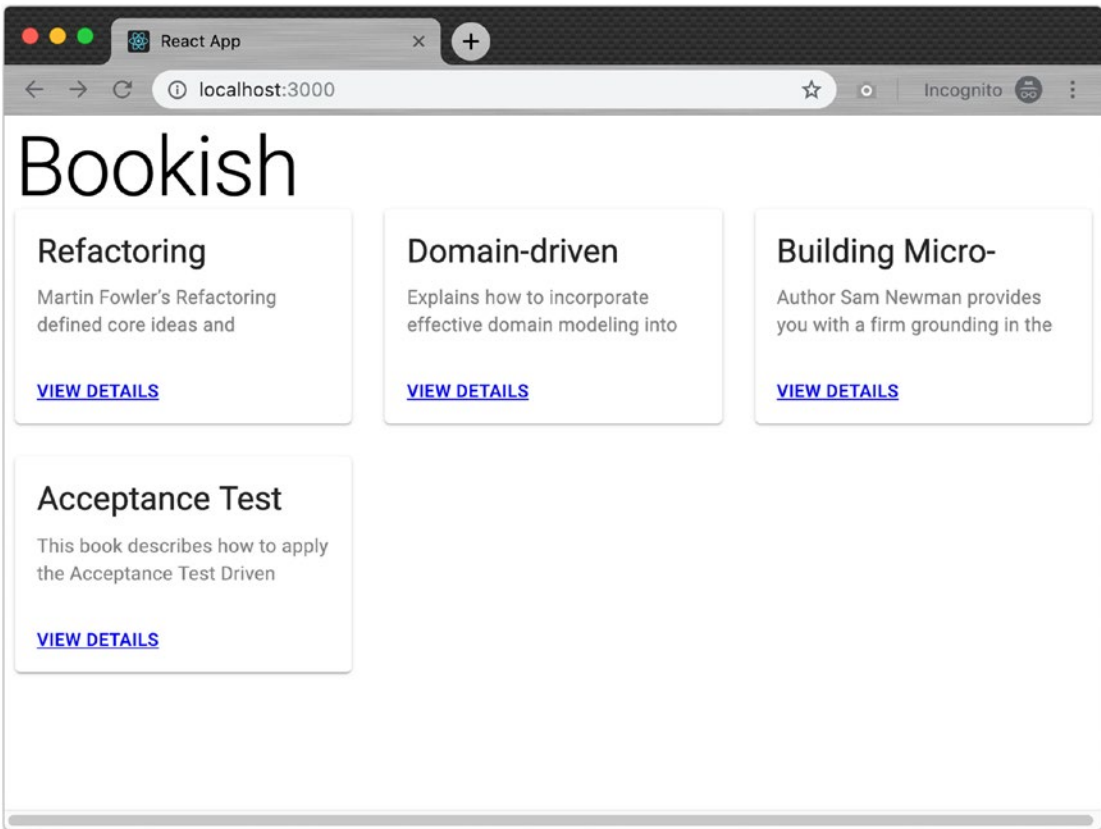 React App
localhost:3000
Incognito
Bookish
Refactoring
Martin Fowler's Refactoring
defined core ideas and
VIEW DETAILS
Domain-driven
Explains how to incorporate
effective domain modeling into
VIEW DETAILS
Building Micro-
Author Sam Newman provides
you with a firm grounding in the
VIEW DETAILS
Acceptance Test
This book describes how to apply
the Acceptance Test Driven
VIEW DETAILS